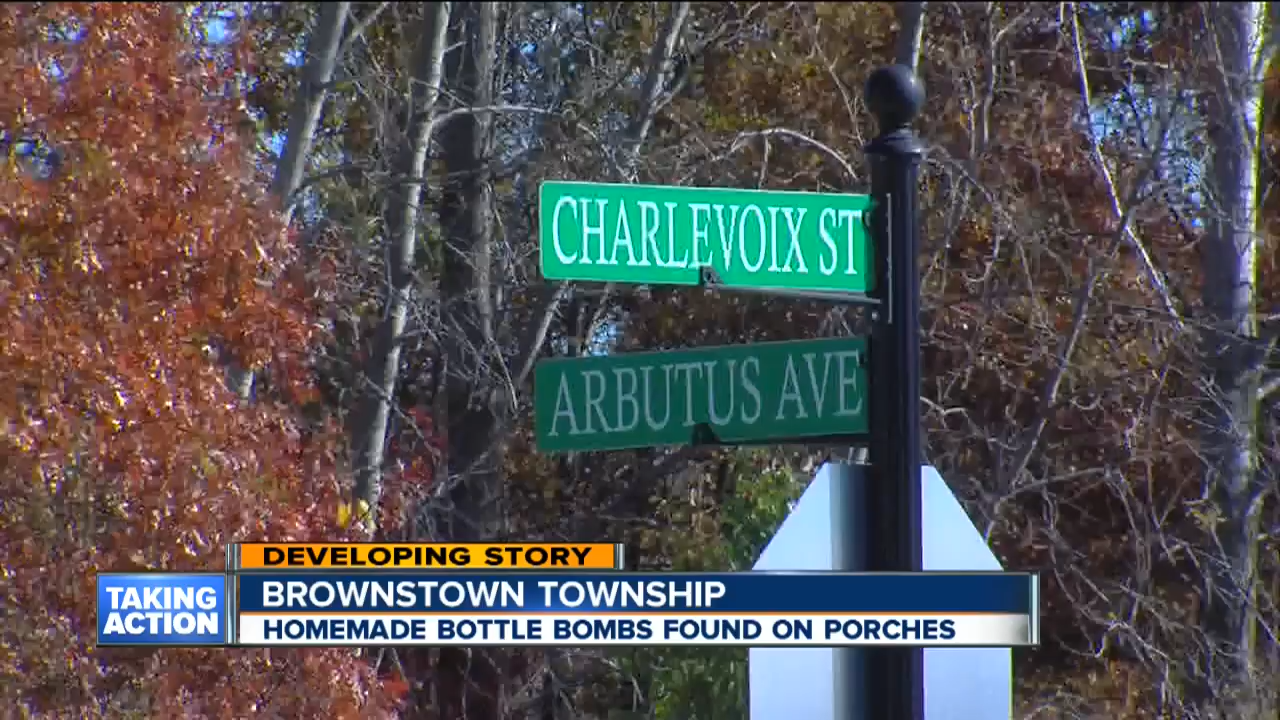 CHARLEVOIX ST
ARBUTUS AVE
DEVELOPING STORY
TAKING ACTION
BROWNSTOWN TOWNSHIP
HOMEMADE BOTTLE BOMBS FOUND ON PORCHES